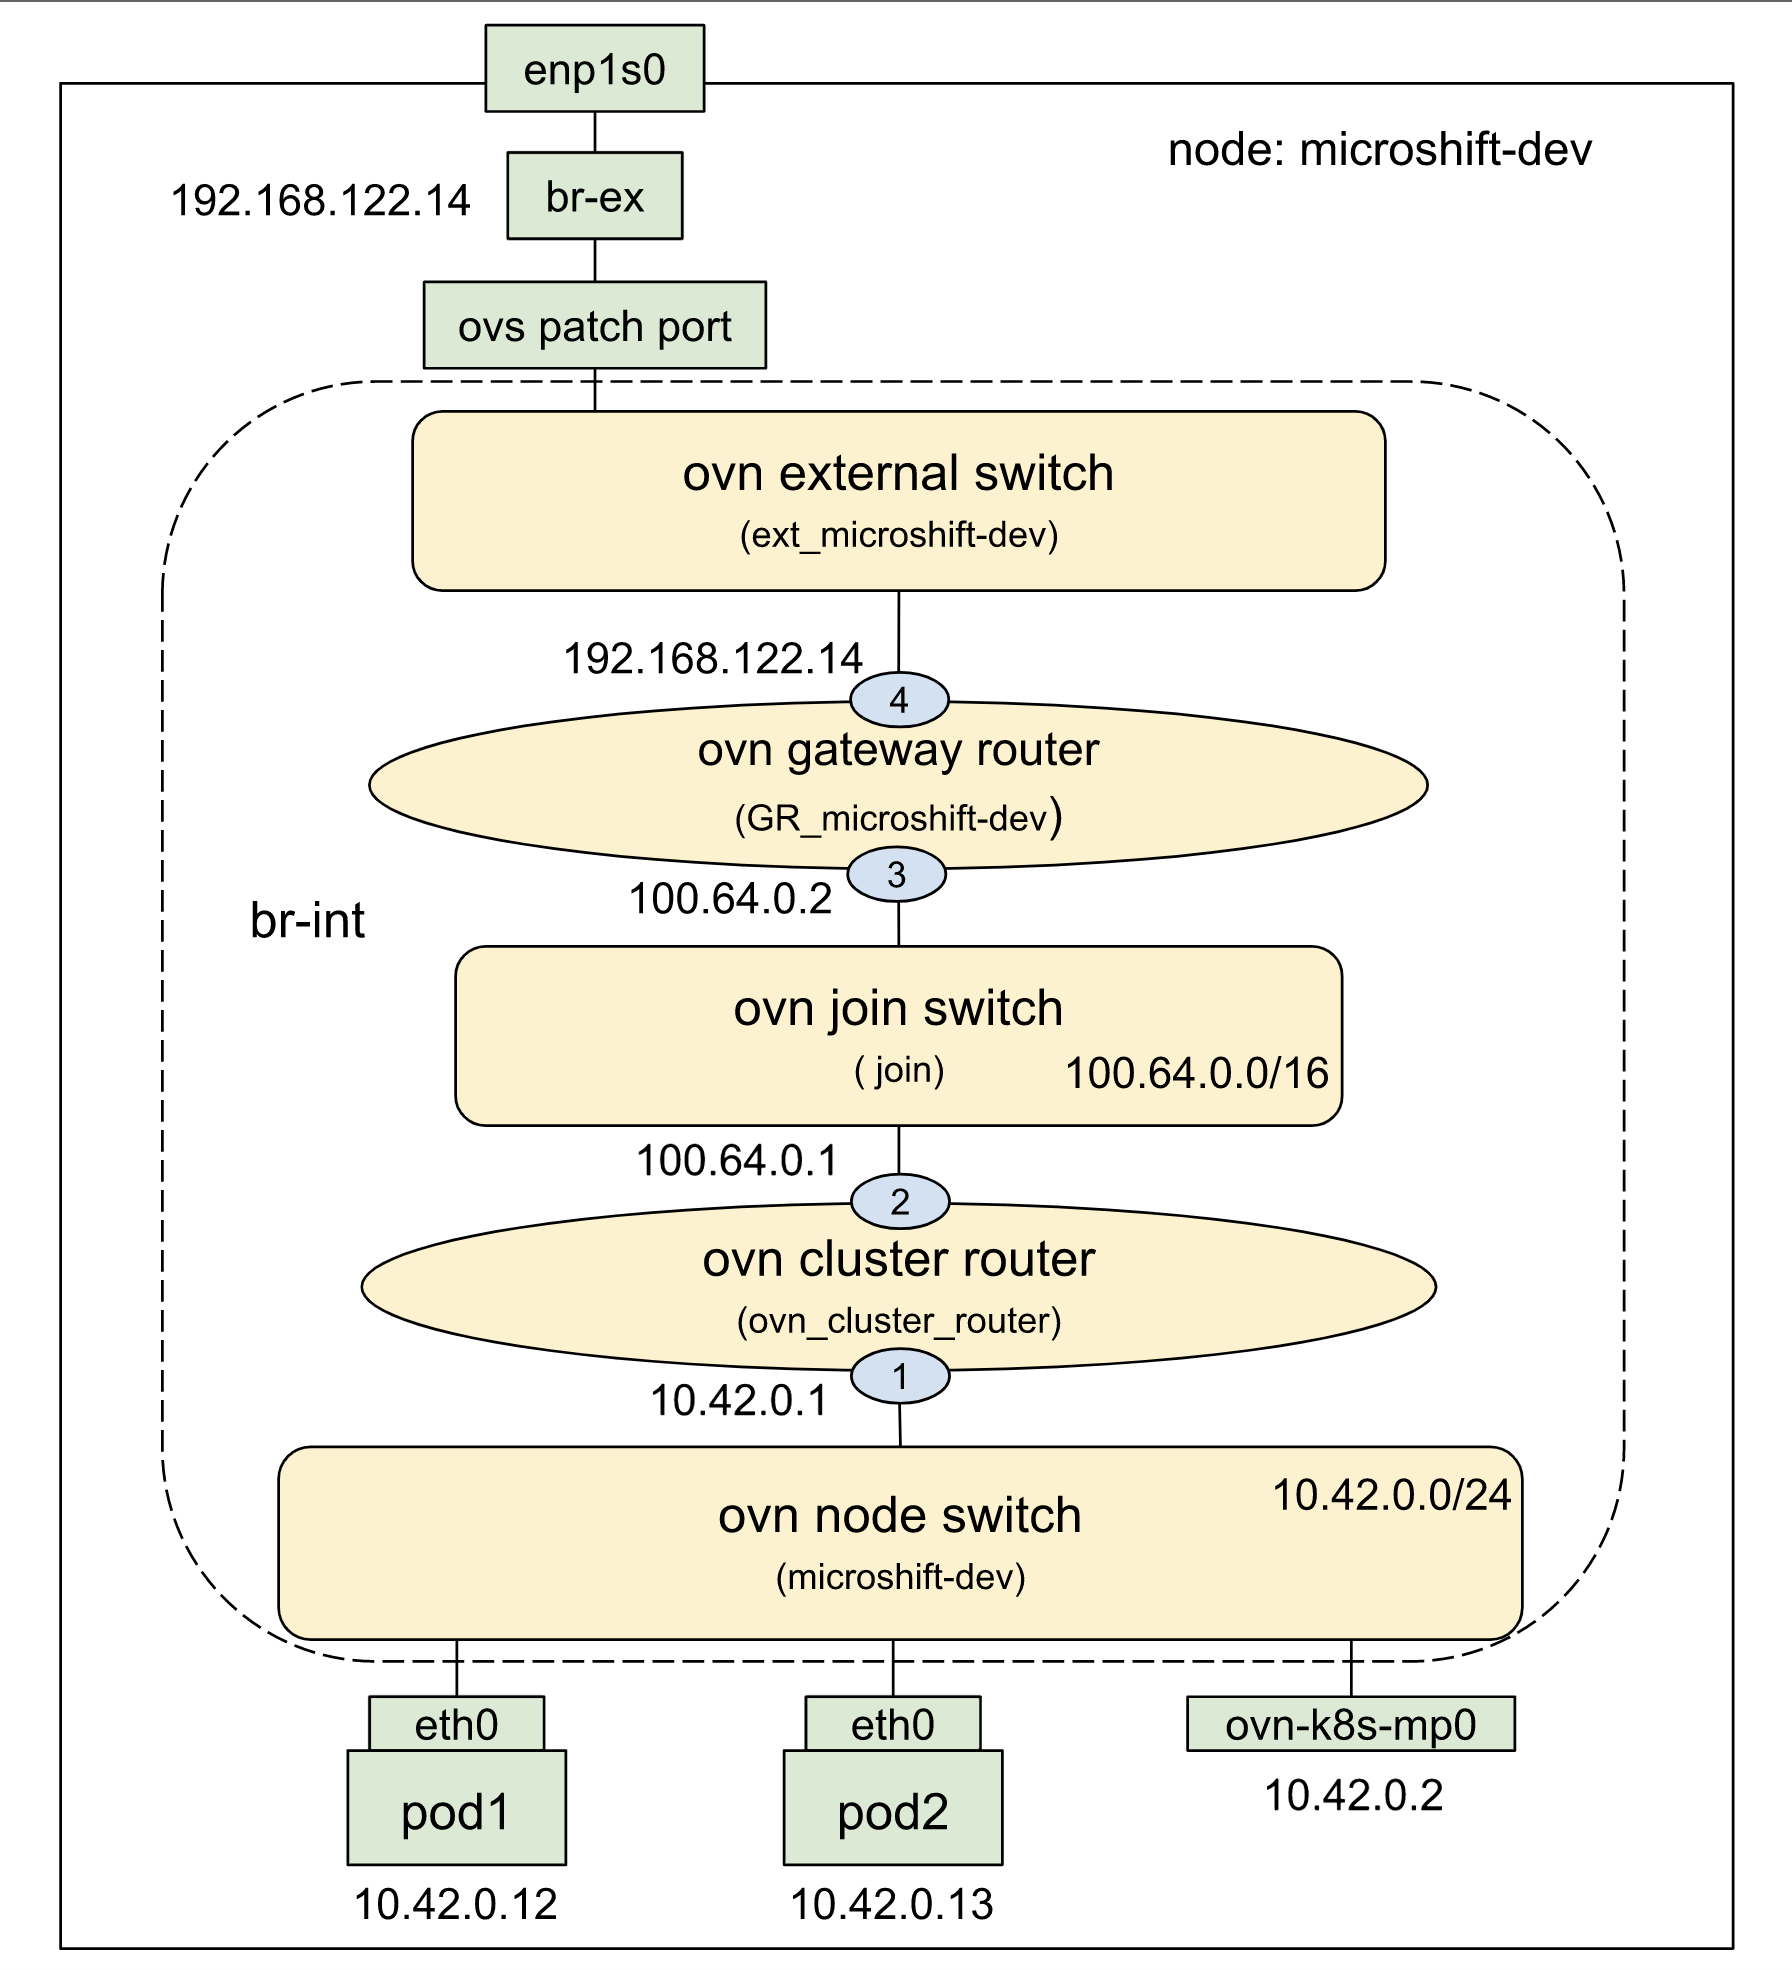 enp1s0
node: microshift-dev
192.168.122.14
br-ex
ovs patch port
ovn external switch
(ext_microshift-dev)
192.168.122.14
4
ovn gateway router
(GR_microshift-dev)
3
100.64.0.2
br-int
ovn join switch
( join)
100.64.0.0/16
100.64.0.1
2
ovn cluster router
(ovn_cluster_router)
1
10.42.0.1
10.42.0.0/24
ovn node switch
(microshift-dev)
eth0
eth0
ovn-k8s-mp0
pod1
pod2
10.42.0.2
10.42.0.12
10.42.0.13